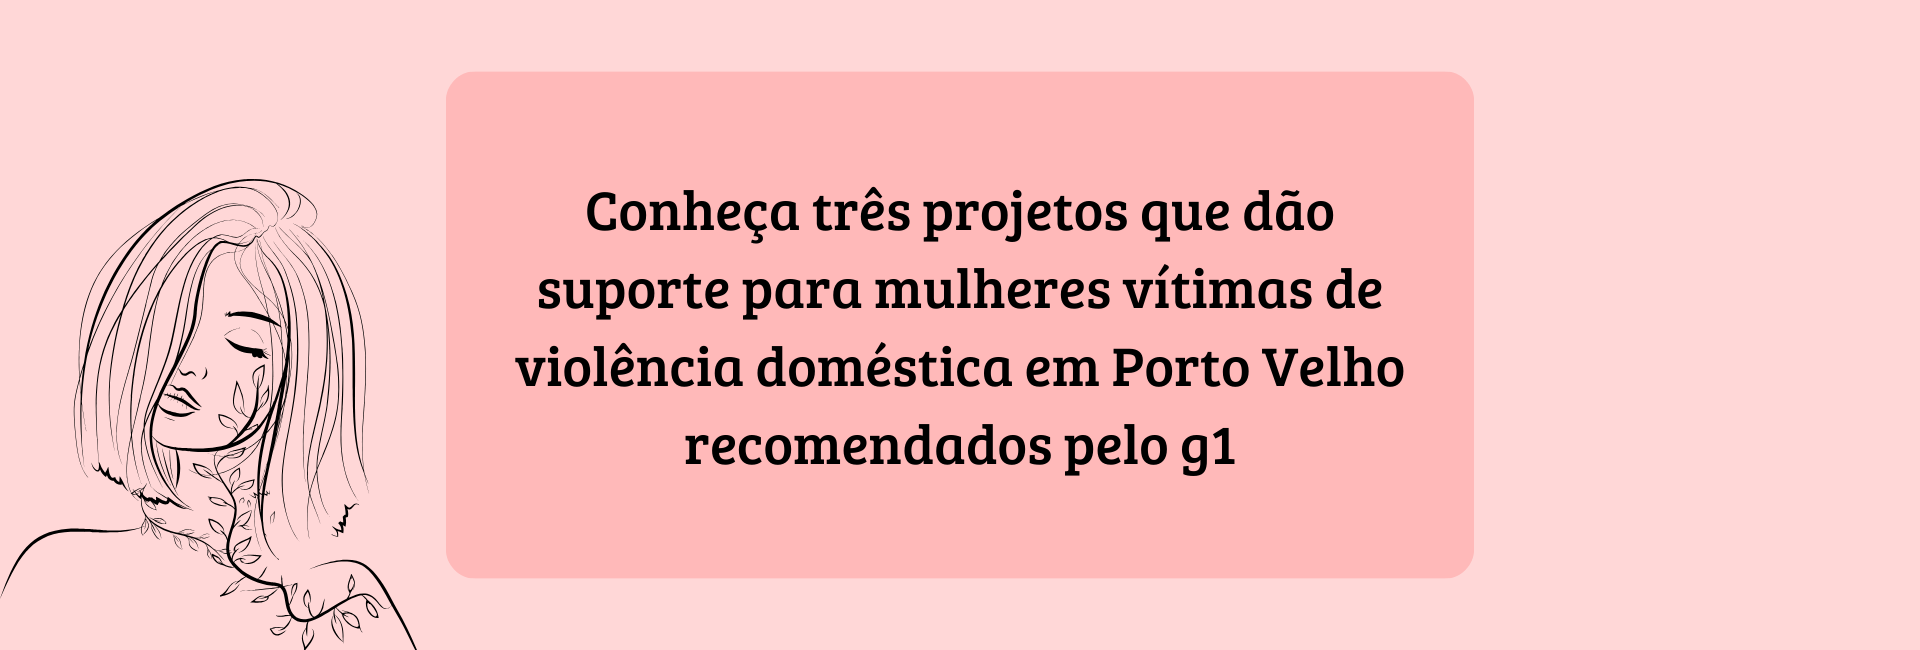 Conheça três projetos que dão
suporte para mulheres vítimas de
violência doméstica em Porto Velho
recomendados pelo g1